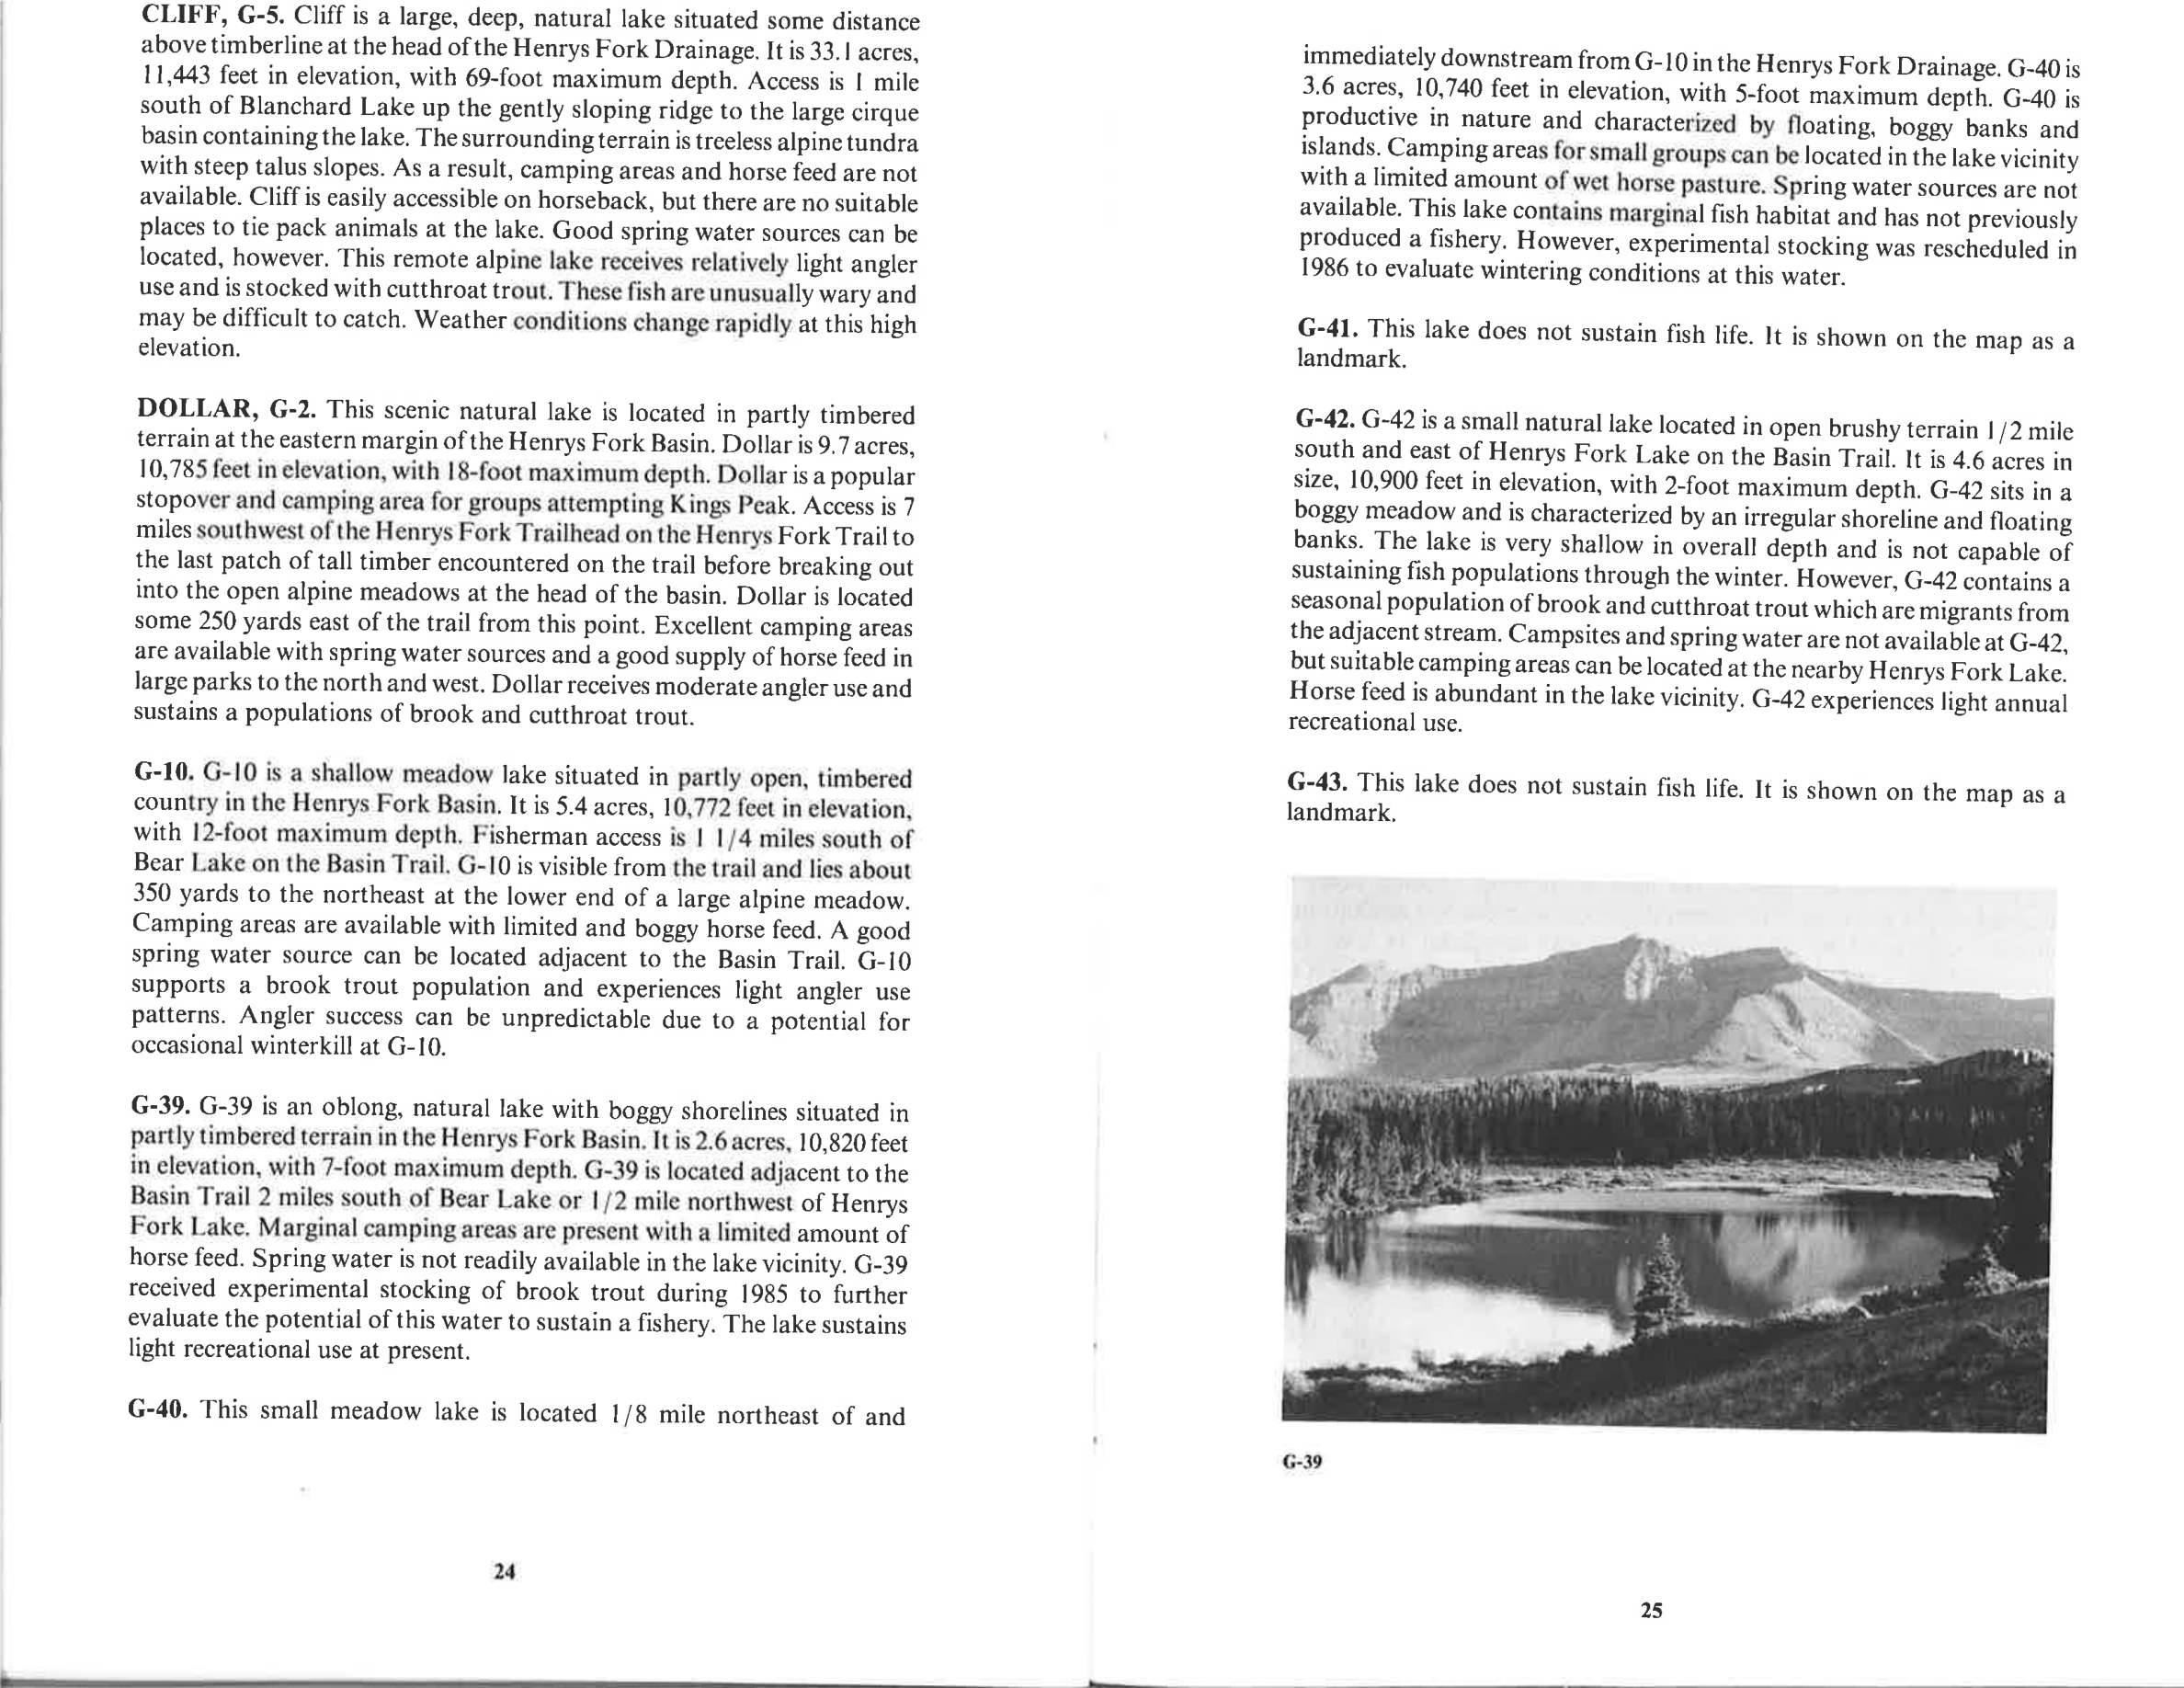 CLIFF, G-5. Cliff is a large, deep, natural lake situated some distance
above timberline at the head of the Henrys Fork Drainage. It is 33.1 acres,
11,443 feet in elevation, with 69-foot maximum depth. Access is 1 mile
south of Blanchard Lake up the gently sloping ridge to the large cirque
basin containing the lake. The surrounding terrain is treeless alpine tundra
with steep talus slopes. As a result, camping areas and horse feed are not
available. Cliff is easily accessible on horseback, but there are no suitable
places to tie pack animals at the lake. Good spring water sources can be
located, however. This remote alpine lake receives relatively light angler
use and is stocked with cutthroat trout. These fish are unusually wary and
may be difficult to catch. Weather conditions change rapidly at this high
elevation.
DOLLAR, G-2. This scenic natural lake is located in partly timbered
terrain at the eastern margin of the Henrys Fork Basin. Dollar is 9.7 acres,
10,785 feet in elevation, with 18-foot maximum depth. Dollar is a popular
stopover and camping area for groups attempting Kings Peak. Access is 7
miles southwest of the Henrys Fork Trailhead on the Henrys Fork Trail to
the last patch of tall timber encountered on the trail before breaking out
into the open alpine meadows at the head of the basin. Dollar is located
some 250 yards east of the trail from this point. Excellent camping areas
are available with spring water sources and a good supply of horse feed in
large parks to the north and west. Dollar receives moderate angler use and
sustains a populations of brook and cutthroat trout.
G-10. G-10 is a shallow meadow lake situated in partly open, timbered
country in the Henrys Fork Basin. It is 5.4 acres, 10,772 feet in elevation,
with 12-foot maximum depth. Fisherman access is 1 1/4 miles south of
Bear Lake on the Basin Trail. G-10 is visible from the trail and lies about
350 yards to the northeast at the lower end of a large alpine meadow.
Camping areas are available with limited and boggy horse feed. A good
spring water source can be located adjacent to the Basin Trail. G-10
supports a brook trout population and experiences light angler use
patterns. Angler success can be unpredictable due to a potential for
occasional winterkill at G-10.
G-39. G-39 is an oblong, natural lake with boggy shorelines situated in
partly timbered terrain in the Henrys Fork Basin. It is 2.6 acres, 10,820 feet
in elevation, with 7-foot maximum depth. G-39 is located adjacent to the
Basin Trail 2 miles south of Bear Lake or 1/2 mile northwest of Henrys
Fork Lake. Marginal camping areas are present with a limited amount of
horse feed. Spring water is not readily available in the lake vicinity. G-39
received experimental stocking of brook trout during 1985 to further
evaluate the potential of this water to sustain a fishery. The lake sustains
light recreational use at present.
G-40. This small meadow lake is located 1/8 mile northeast of and
24
immediately downstream from G-10 in the Henrys Fork Drainage. G-40 is
3.6 acres, 10,740 feet in elevation, with 5-foot maximum depth. G-40 is
productive in nature and characterized by floating, boggy banks and
islands. Camping areas for small groups can be located in the lake vicinity
with a limited amount of wet horse pasture. Spring water sources are not
available. This lake contains marginal fish habitat and has not previously
produced a fishery. However, experimental stocking was rescheduled in
1986 to evaluate wintering conditions at this water.
G-41. This lake does not sustain fish life. It is shown on the map as a
landmark.
G-42. G-42 is a small natural lake located in open brushy terrain 1/2 mile
south and east of Henrys Fork Lake on the Basin Trail. It is 4.6 acres in
size, 10,900 feet in elevation, with 2-foot maximum depth. G-42 sits in a
boggy meadow and is characterized by an irregular shoreline and floating
banks. The lake is very shallow in overall depth and is not capable of
sustaining fish populations through the winter. However, G-42 contains a
seasonal population of brook and cutthroat trout which are migrants from
the adjacent stream. Campsites and spring water are not available at G-42,
but suitable camping areas can be located at the nearby Henrys Fork Lake.
Horse feed is abundant in the lake vicinity. G-42 experiences light annual
recreational use.
G-43. This lake does not sustain fish life. It is shown on the map as a
landmark.
G-39
25